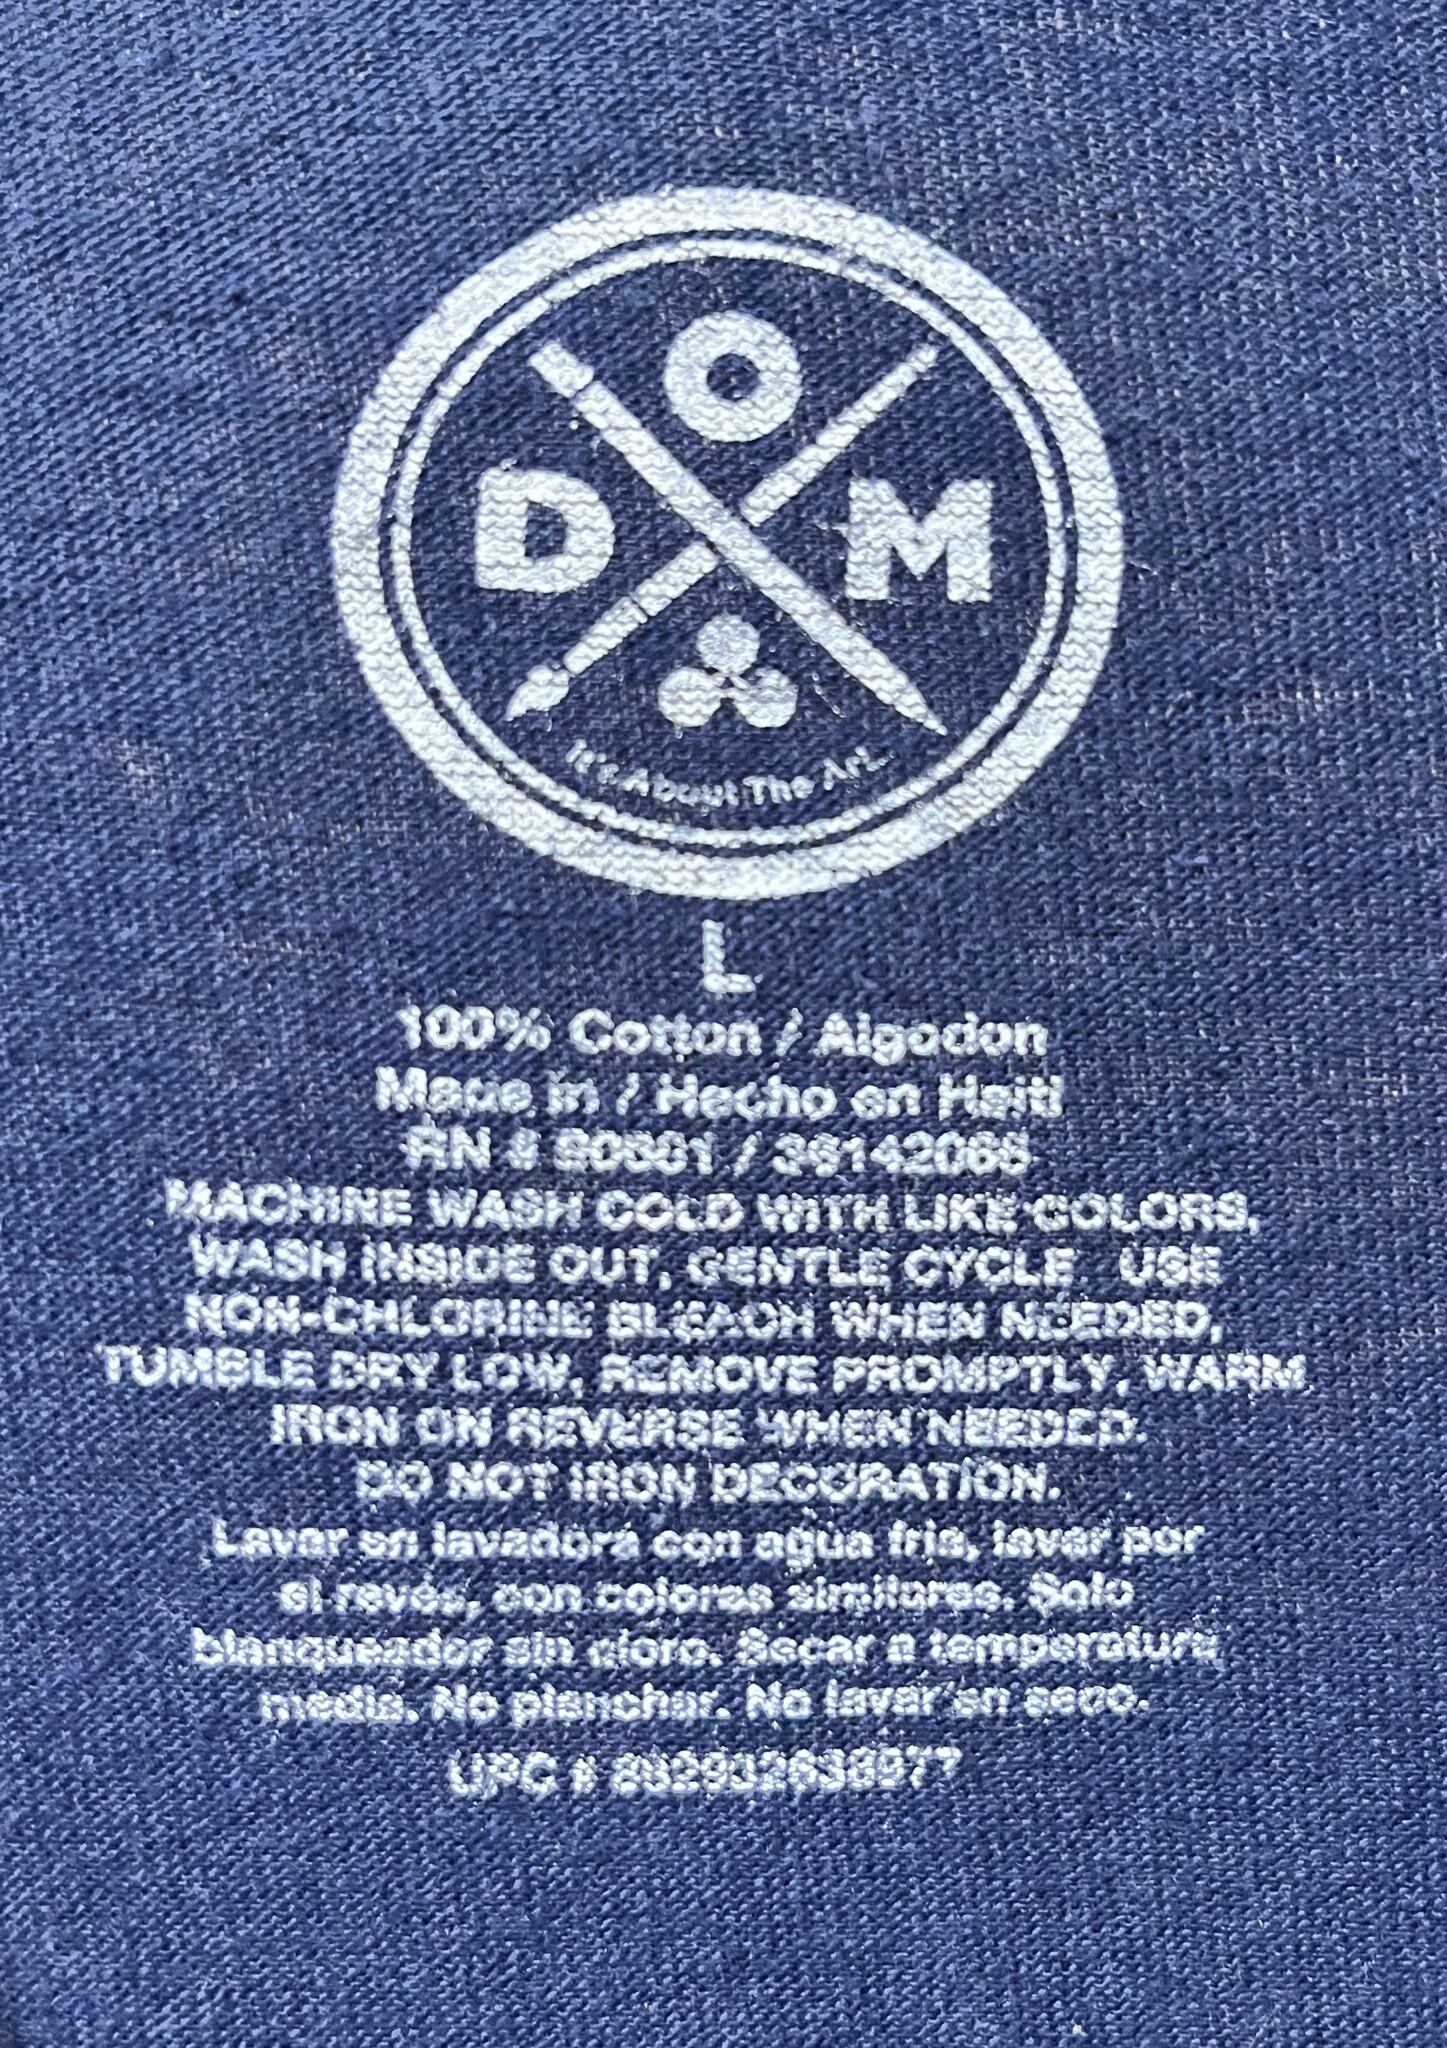 D O M
It's About The Art..
L
100% Cotton / Algodon
Made in / Hecho en Haiti
RN #
MACHINE WASH COLD WITH LIKE COLORS,
WASH INSIDE OUT, GENTLE CYCLE. USE
NON-CHLORINE BLEACH WHEN NEEDED,
TUMBLE DRY LOW, REMOVE PROMPTLY, WARM
IRON ON REVERSE WHEN NEEDED.
DO NOT IRON DECORATION.
Lavar en lavadora con agua fria, lavar por
el revés, con colores similares. Solo
blanqueador sin cloro. Secar a temperatura
media. No planchar. No lavar en seco.
UPC #